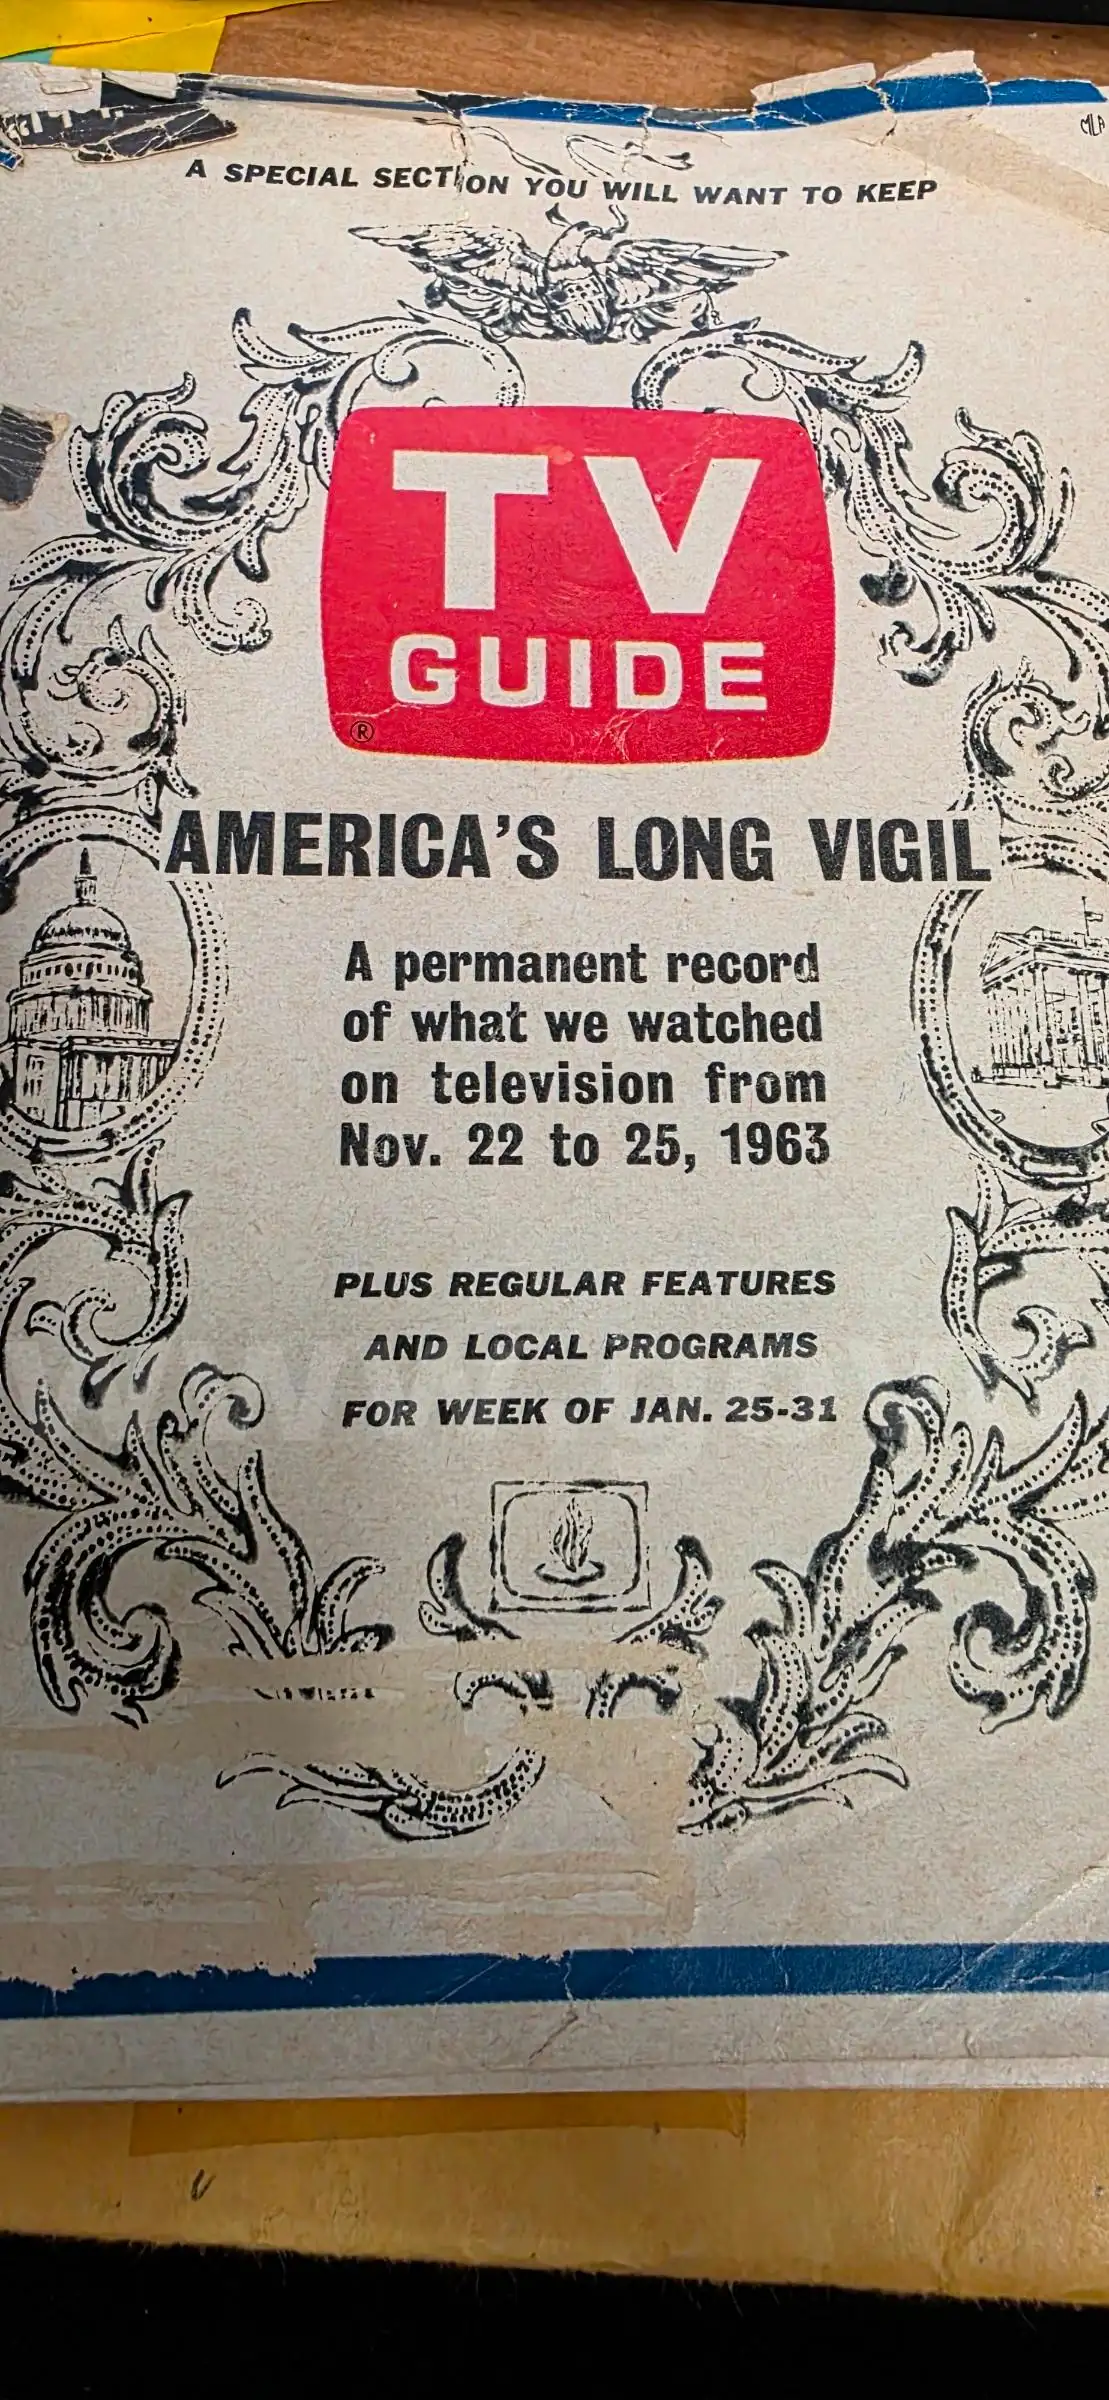 A SPECIAL SECTION YOU WILL WANT TO KEEP
TV
GUIDE
®
AMERICA'S LONG VIGIL
A permanent record
of what we watched
on television from
Nov. 22 to 25, 1963
PLUS REGULAR FEATURES
AND LOCAL PROGRAMS
FOR WEEK OF JAN. 25-31